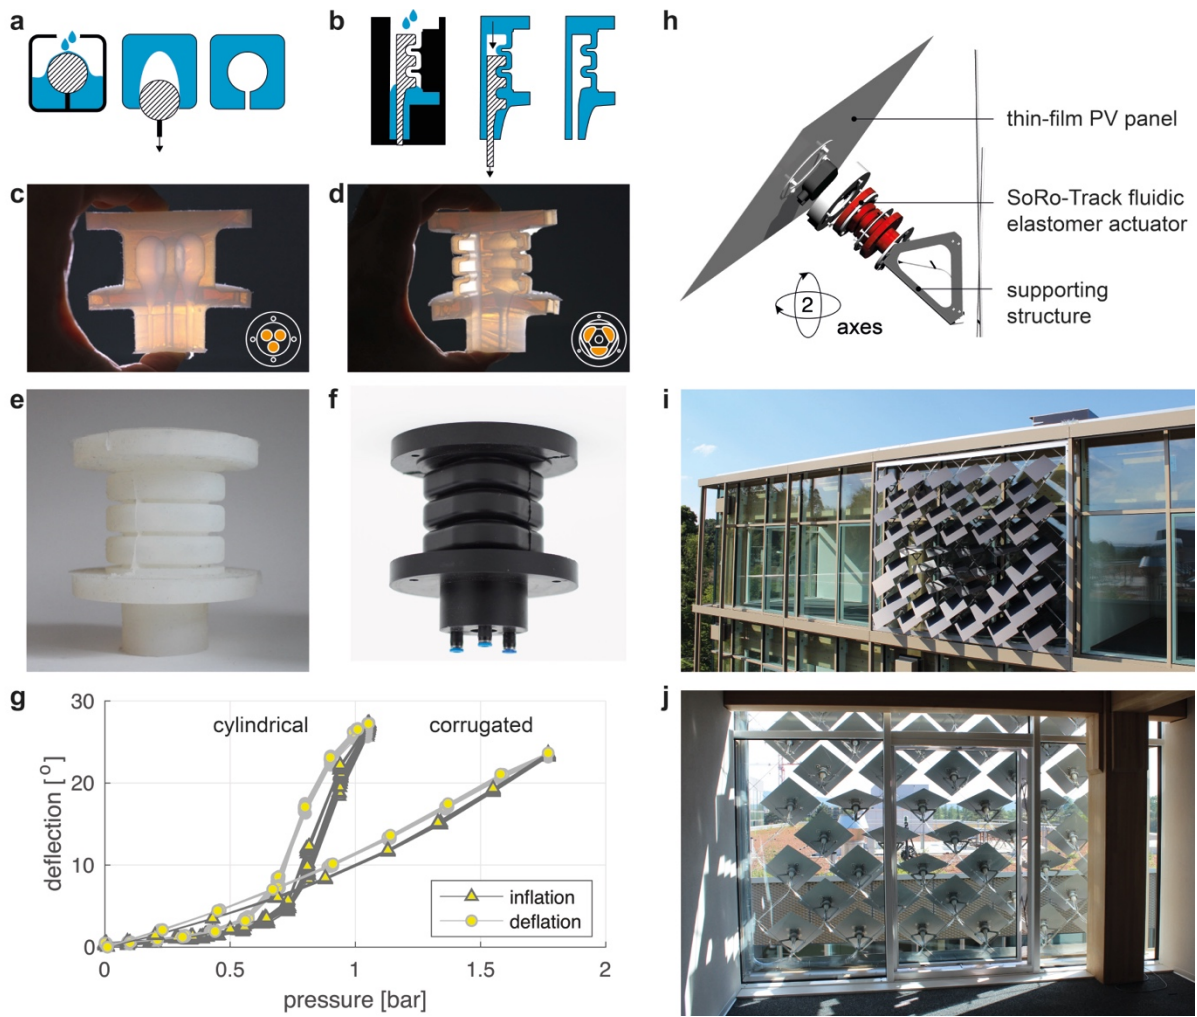 a
b
c
d
e
f
g
30
20
10
0
deflection [°]
cylindrical
corrugated
inflation
deflation
0
0.5
1
1.5
2
pressure [bar]
h
thin-film PV panel
SoRo-Track fluidic
elastomer actuator
2
axes
supporting
structure
i
j